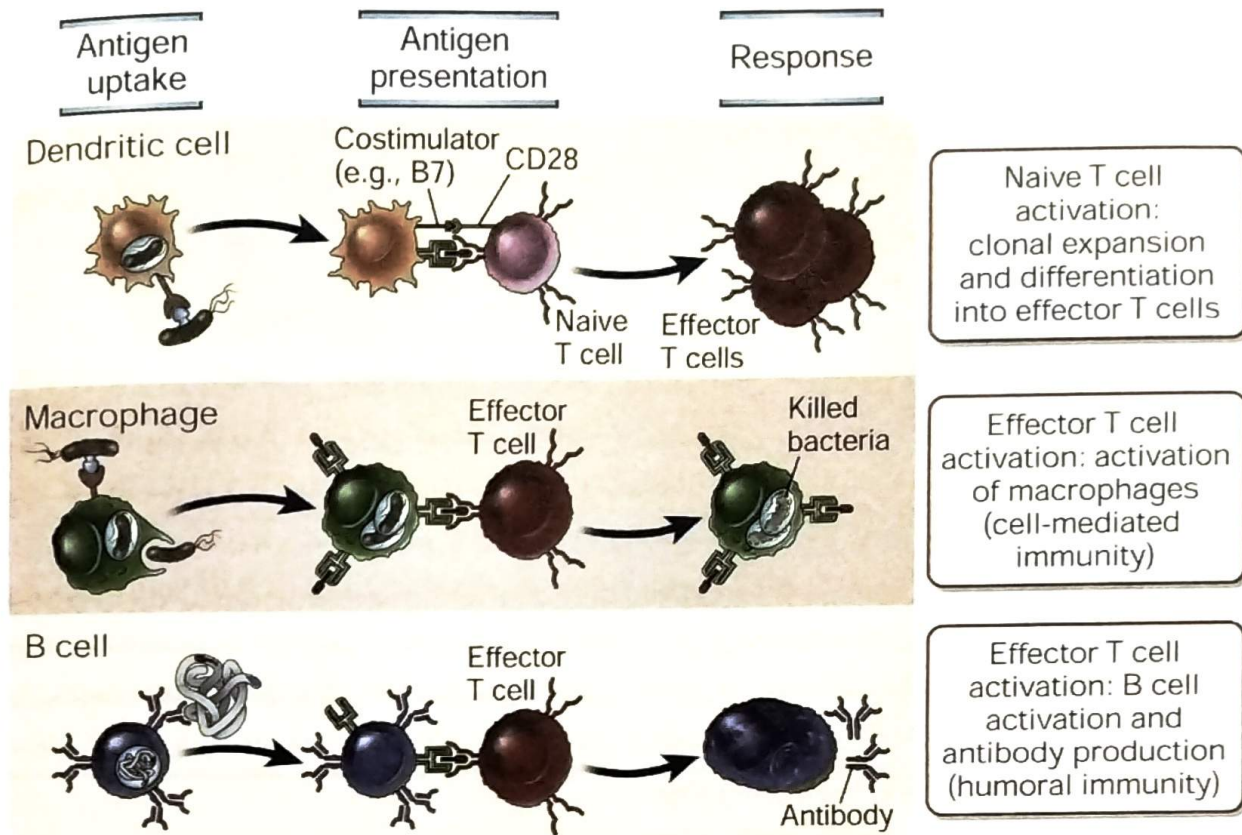 Antigen
uptake
Antigen
presentation
Response
Dendritic cell
Costimulator
(e.g., B7)
CD28
Naive
T cell
Effector
T cells
Naive T cell
activation:
clonal expansion
and differentiation
into effector T cells
Macrophage
Effector
T cell
Killed
bacteria
Effector T cell
activation: activation
of macrophages
(cell-mediated
immunity)
B cell
Effector
T cell
Antibody
Effector T cell
activation: B cell
activation and
antibody production
(humoral immunity)